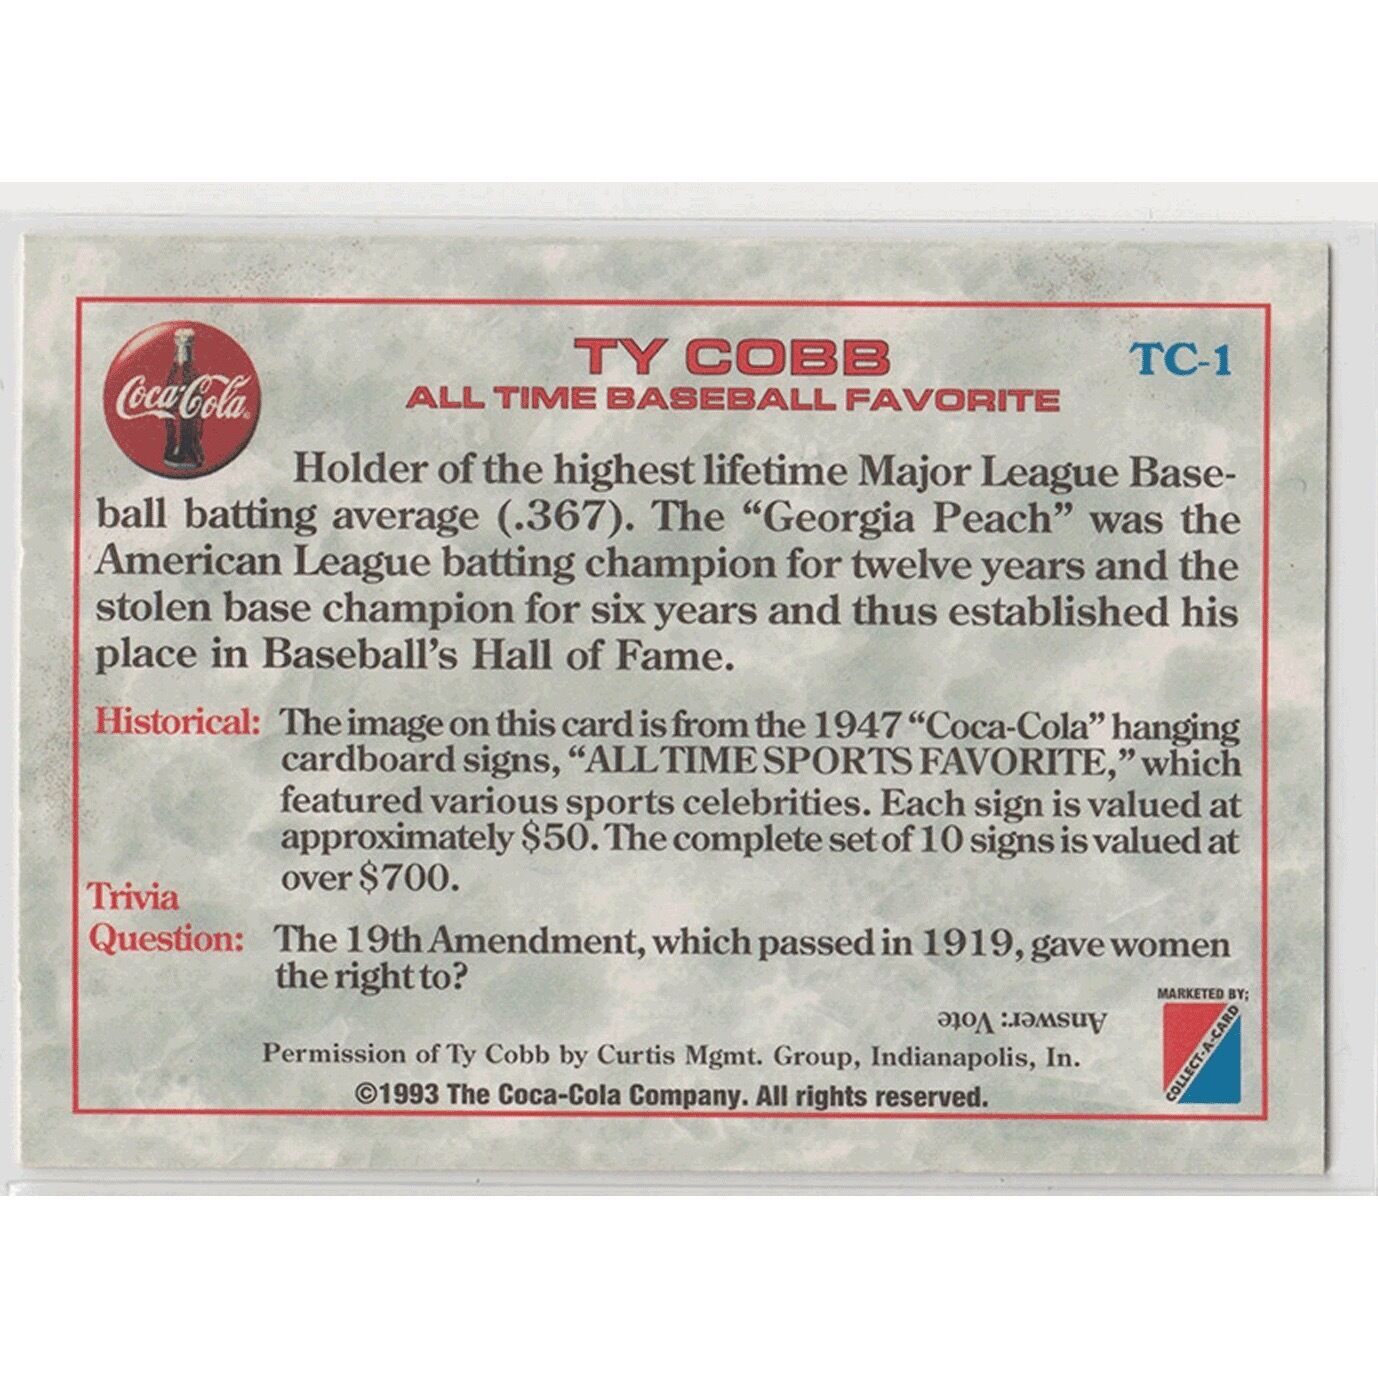 Coca-Cola
TY COBB
TC-1
ALL TIME BASEBALL FAVORITE
Holder of the highest lifetime Major League Base-
ball batting average (.367). The “Georgia Peach” was the
American League batting champion for twelve years and the
stolen base champion for six years and thus established his
place in Baseball’s Hall of Fame.
Historical: The image on this card is from the 1947 “Coca-Cola” hanging
cardboard signs, “ALL TIME SPORTS FAVORITE,” which
featured various sports celebrities. Each sign is valued at
approximately $50. The complete set of 10 signs is valued at
over $700.
Trivia
Question: The 19th Amendment, which passed in 1919, gave women
the right to?
Answer: Vote
MARKETED BY;
COLLECT-A-CARD
Permission of Ty Cobb by Curtis Mgmt. Group, Indianapolis, In.
©1993 The Coca-Cola Company. All rights reserved.